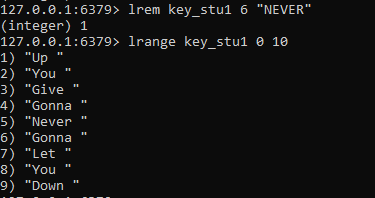 127.0.0.1:6379> lrem key_stu1 6 "NEVER"
(integer) 1
127.0.0.1:6379> lrange key_stu1 0 10
1) "Up "
2) "You "
3) "Give "
4) "Gonna "
5) "Never "
6) "Gonna "
7) "Let "
8) "You "
9) "Down "